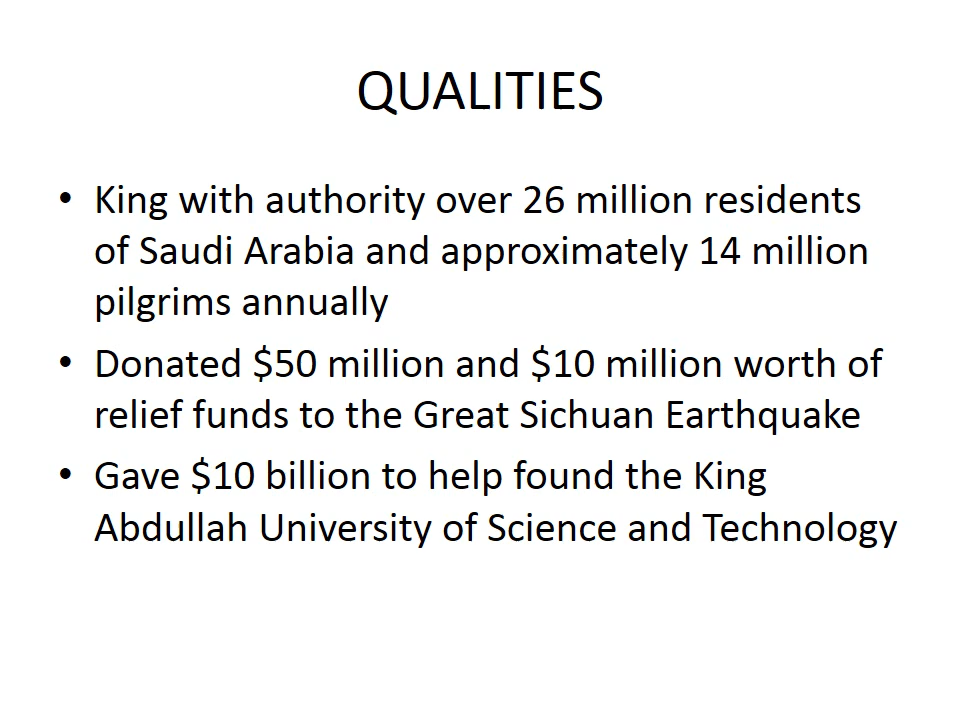 QUALITIES
• King with authority over 26 million residents
of Saudi Arabia and approximately 14 million
pilgrims annually
• Donated $50 million and $10 million worth of
relief funds to the Great Sichuan Earthquake
• Gave $10 billion to help found the King
Abdullah University of Science and Technology